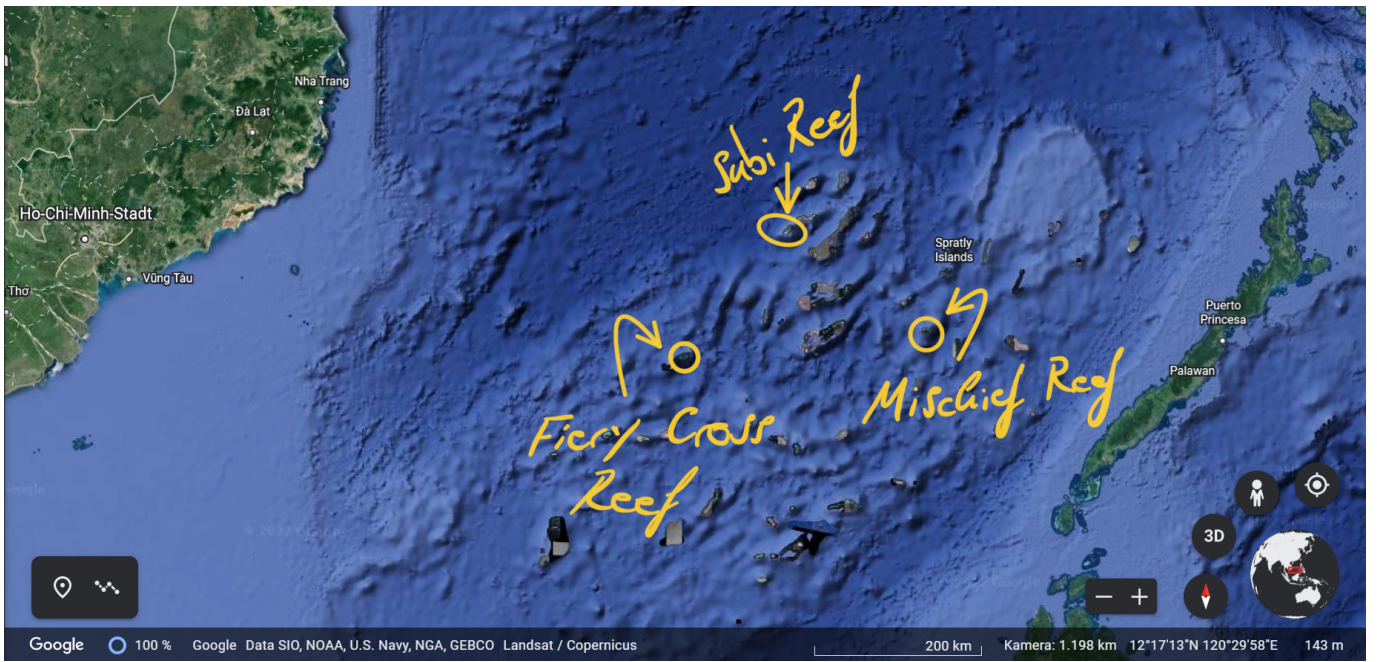 Nha Trang
Đà Lạt
Ho-Chi-Minh-Stadt
Vũng Tàu
Thơ
Subi Reef
Spratly
Islands
Puerto
Princesa
Palawan
Mischief Reef
Fiery Cross
Reef
3D
Google 100 % Google Data SIO, NOAA, U.S. Navy, NGA, GEBCO Landsat / Copernicus 200 km Kamera: 1.198 km 12°17'13"N 120°29'58"E 143 m